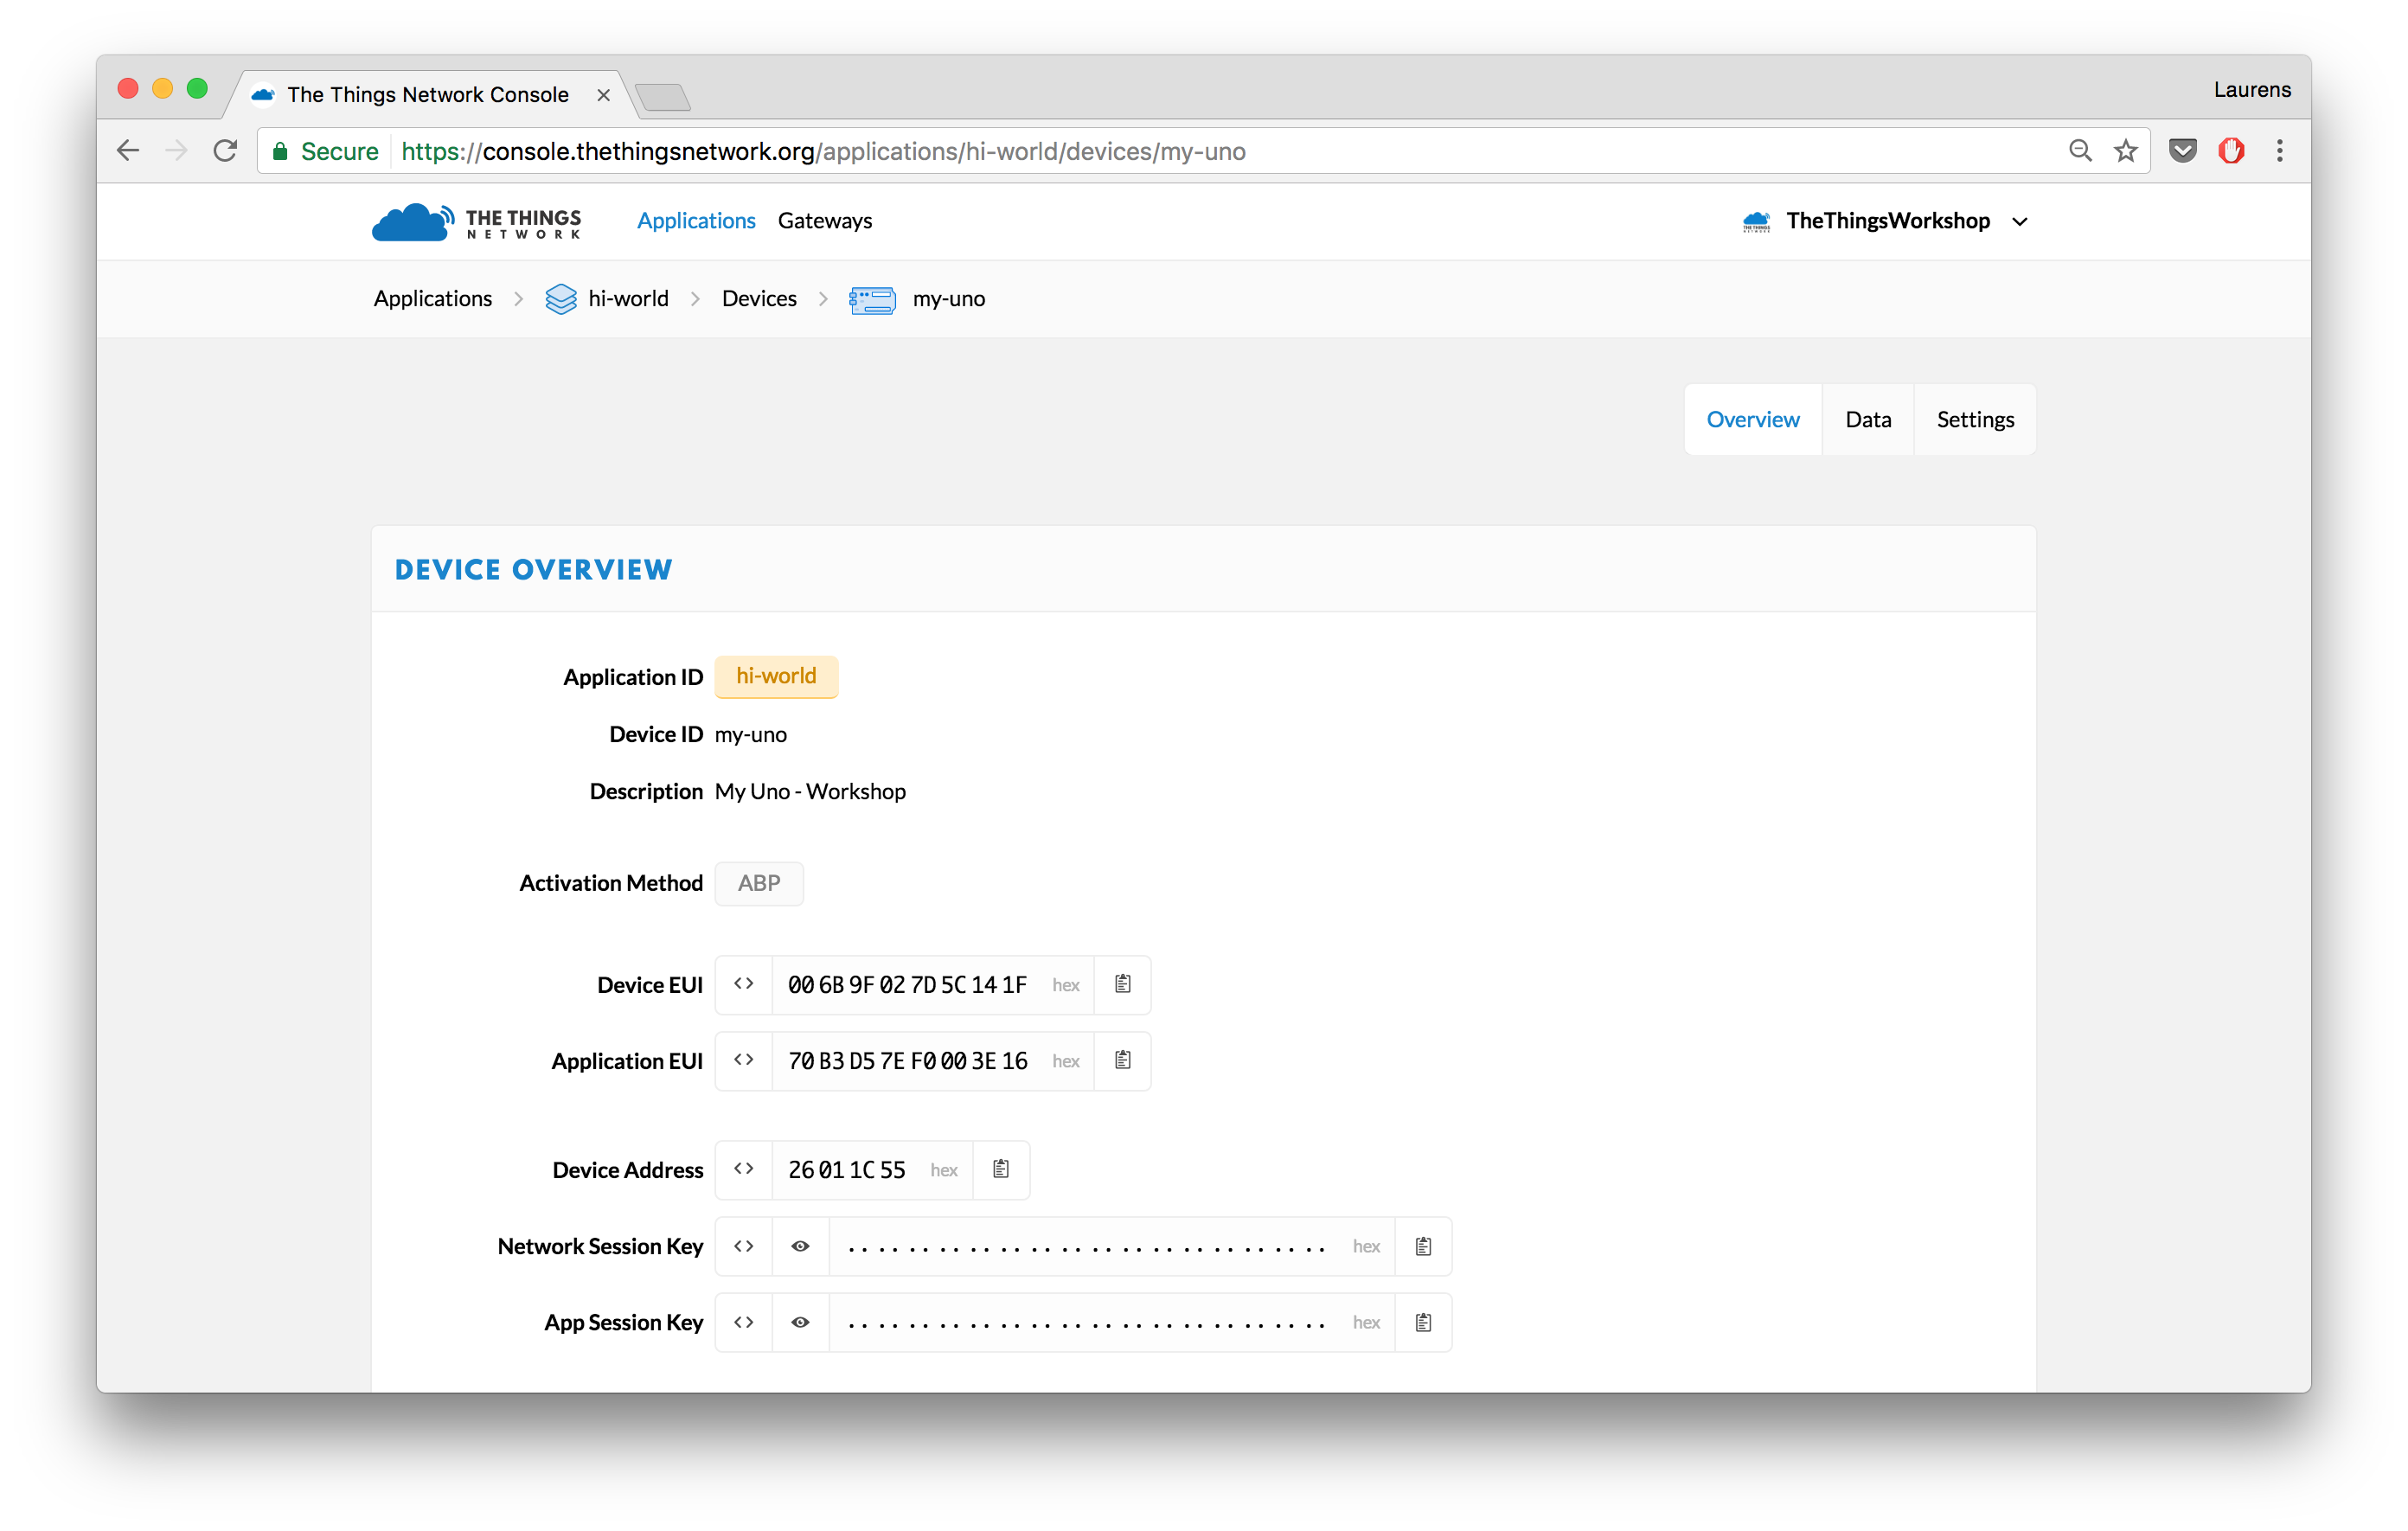 The Things Network Console
Laurens
Secure https://console.thethingsnetwork.org/applications/hi-world/devices/my-uno
THE THINGS
NETWORK
Applications Gateways
TheThingsWorkshop
Applications hi-world Devices my-uno
Overview Data Settings
DEVICE OVERVIEW
Application ID hi-world
Device ID my-uno
Description My Uno - Workshop
Activation Method ABP
Device EUI <> 00 6B 9F 02 7D 5C 14 1F hex
Application EUI <> 70 B3 D5 7E F0 00 3E 16 hex
Device Address <> 26 01 1C 55 hex
Network Session Key <> ................................ hex
App Session Key <> ................................ hex